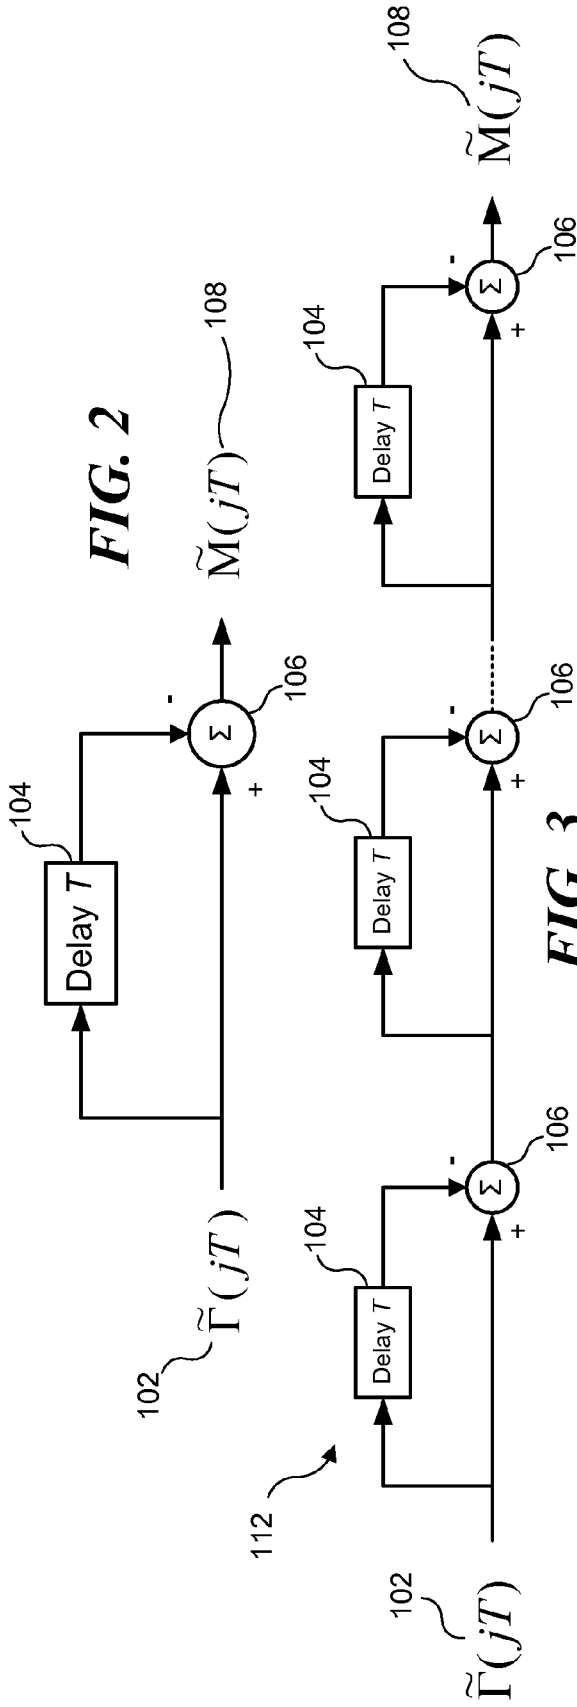 FIG. 2
104
Delay T
-
Σ
+
106
102
Γ̃(jT)
M̃(jT)
108
FIG. 3
112
102
Γ̃(jT)
104
Delay T
-
Σ
+
106
104
Delay T
-
Σ
+
106
104
Delay T
-
Σ
+
106
M̃(jT)
108